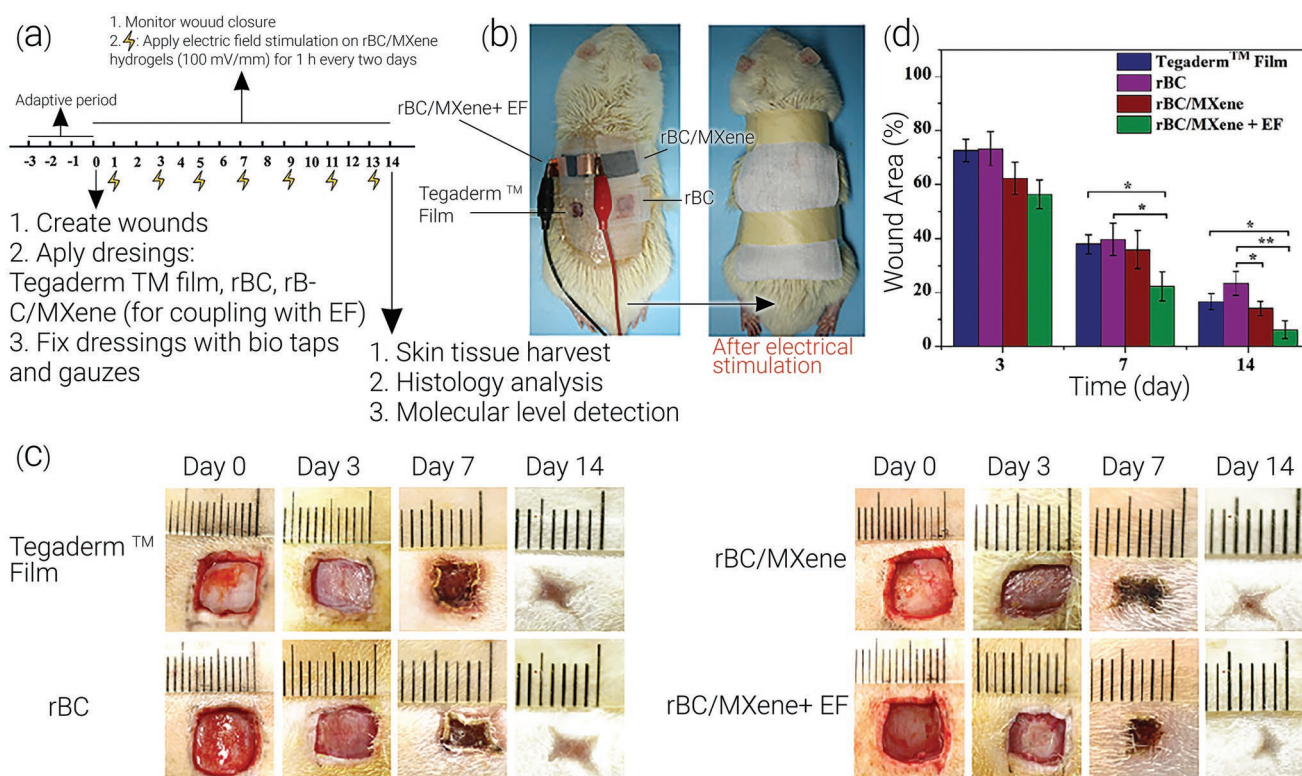 (a)
1. Monitor wouud closure
2. ⚡: Apply electric field stimulation on rBC/MXene
hydrogels (100 mV/mm) for 1 h every two days
Adaptive period
-3 -2 -1 0 1 2 3 4 5 6 7 8 9 10 11 12 13 14
1. Create wounds
2. Aply dresings:
Tegaderm TM film, rBC, rB-
C/MXene (for coupling with EF)
3. Fix dressings with bio taps
and gauzes
1. Skin tissue harvest
2. Histology analysis
3. Molecular level detection
(b)
rBC/MXene+ EF
rBC/MXene
Tegaderm TM
Film
rBC
After electrical
stimulation
(d)
Tegaderm™ Film
rBC
rBC/MXene
rBC/MXene + EF
Wound Area (%)
100
80
60
40
20
0
* *
* ** *
3 7 14
Time (day)
(c)
Day 0 Day 3 Day 7 Day 14
Tegaderm TM
Film
rBC
Day 0 Day 3 Day 7 Day 14
rBC/MXene
rBC/MXene+ EF